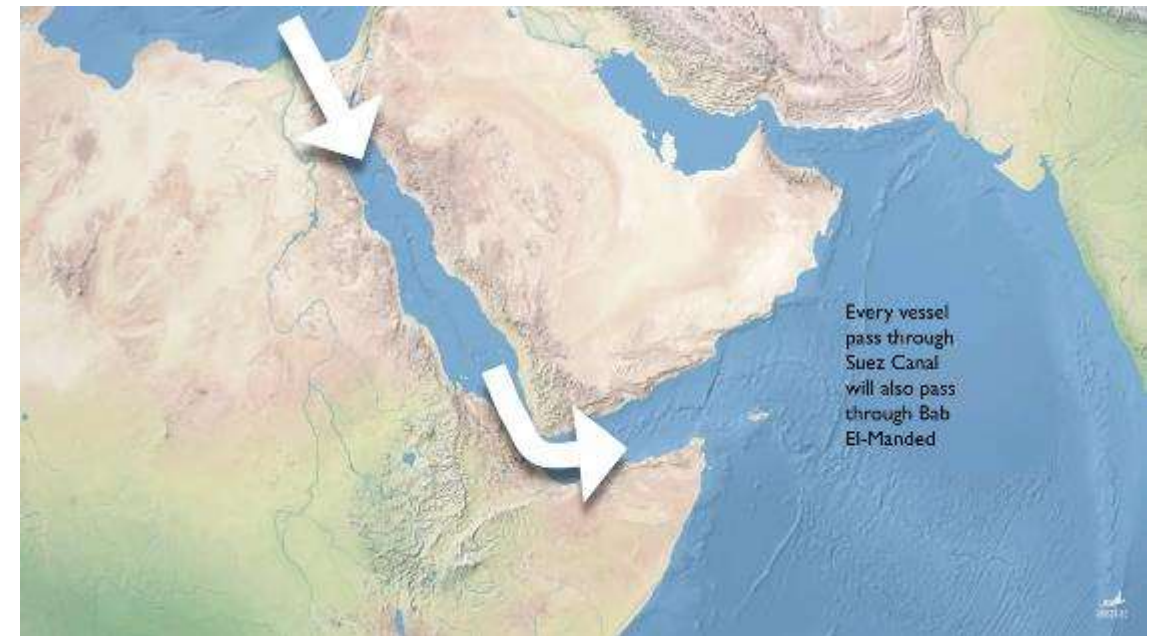 Every vessel
pass through
Suez Canal
will also pass
through Bab
El-Manded